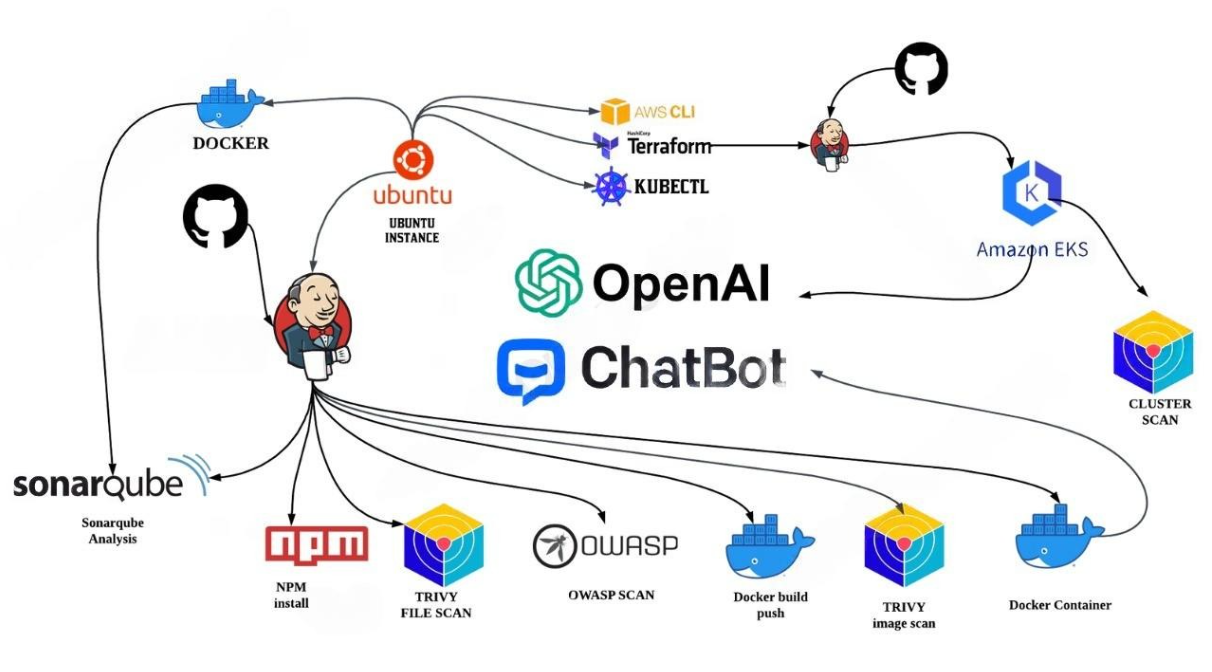 AWS CLI
DOCKER
HashiCorp
Terraform
KUBECTL
ubuntu
UBUNTU
INSTANCE
K
Amazon EKS
OpenAI
ChatBot
CLUSTER
SCAN
sonarqube
Sonarqube
Analysis
npm
NPM
install
TRIVY
FILE SCAN
OWASP
OWASP SCAN
Docker build
push
TRIVY
image scan
Docker Container